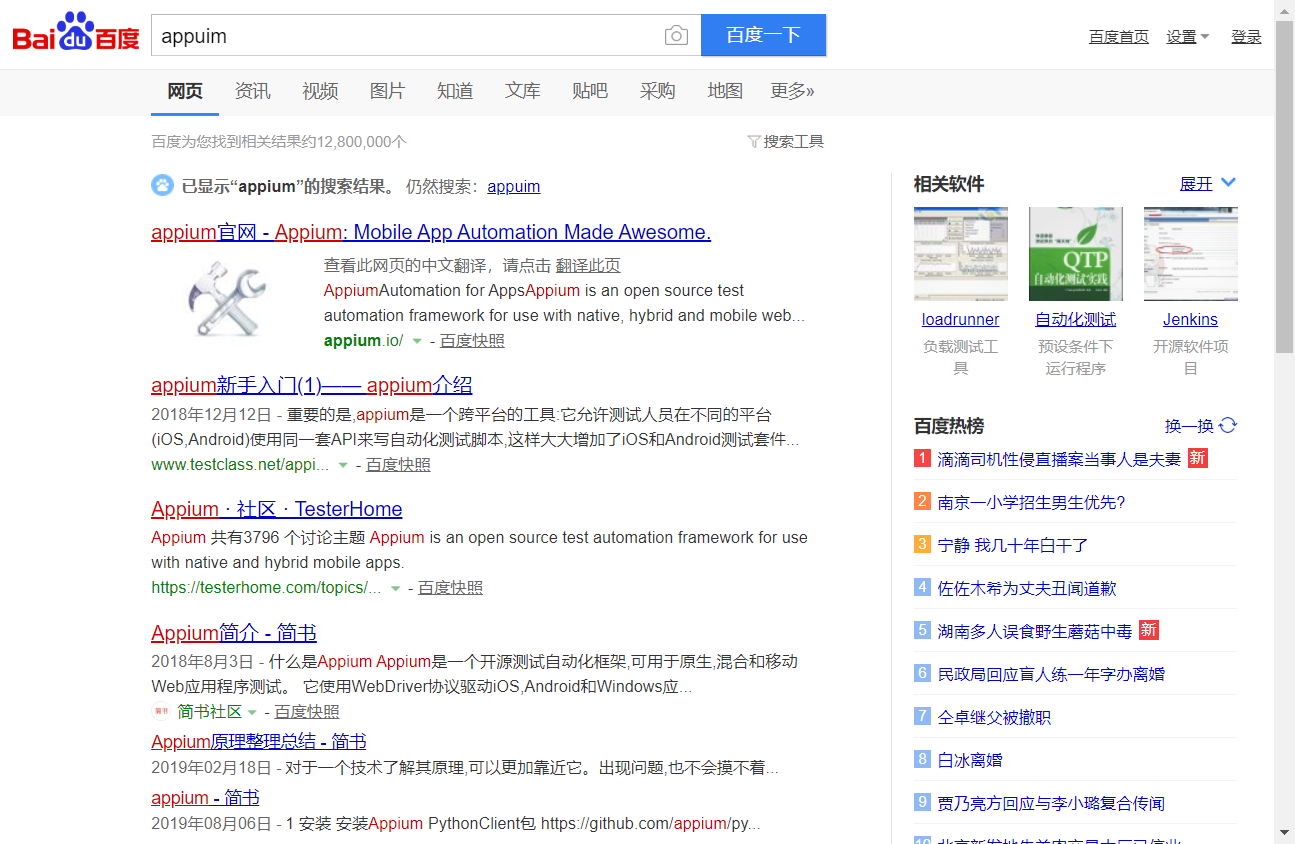 Bai du 百度
appuim
百度一下
百度首页 设置 登录
网页 资讯 视频 图片 知道 文库 贴吧 采购 地图 更多»
百度为您找到相关结果约12,800,000个
搜索工具
已显示“appium”的搜索结果。 仍然搜索: appuim
appium官网 - Appium: Mobile App Automation Made Awesome.
查看此网页的中文翻译，请点击 翻译此页
AppiumAutomation for AppsAppium is an open source test
automation framework for use with native, hybrid and mobile web...
appium.io/ - 百度快照
appium新手入门(1)—— appium介绍
2018年12月12日 - 重要的是,appium是一个跨平台的工具:它允许测试人员在不同的平台
(iOS,Android)使用同一套API来写自动化测试脚本,这样大大增加了iOS和Android测试套件...
www.testclass.net/appi... - 百度快照
Appium · 社区 · TesterHome
Appium 共有3796 个讨论主题 Appium is an open source test automation framework for use
with native and hybrid mobile apps.
https://testerhome.com/topics/... - 百度快照
Appium简介 - 简书
2018年8月3日 - 什么是Appium Appium是一个开源测试自动化框架,可用于原生,混合和移动
Web应用程序测试。 它使用WebDriver协议驱动iOS,Android和Windows应...
简书社区 - 百度快照
Appium原理整理总结 - 简书
2019年02月18日 - 对于一个技术了解其原理,可以更加靠近它。出现问题,也不会摸不着...
appium - 简书
2019年08月06日 - 1 安装 安装Appium PythonClient包 https://github.com/appium/py...
相关软件
展开
QTP
自动化测试实践
loadrunner 自动化测试 Jenkins
负载测试工 预设条件下 开源软件项
具 运行程序 目
百度热榜
换一换
1 滴滴司机性侵直播案当事人是夫妻 新
2 南京一小学招生男生优先?
3 宁静 我几十年白干了
4 佐佐木希为丈夫丑闻道歉
5 湖南多人误食野生蘑菇中毒 新
6 民政局回应盲人练一年字办离婚
7 仝卓继父被撤职
8 白冰离婚
9 贾乃亮方回应与李小璐复合传闻
10